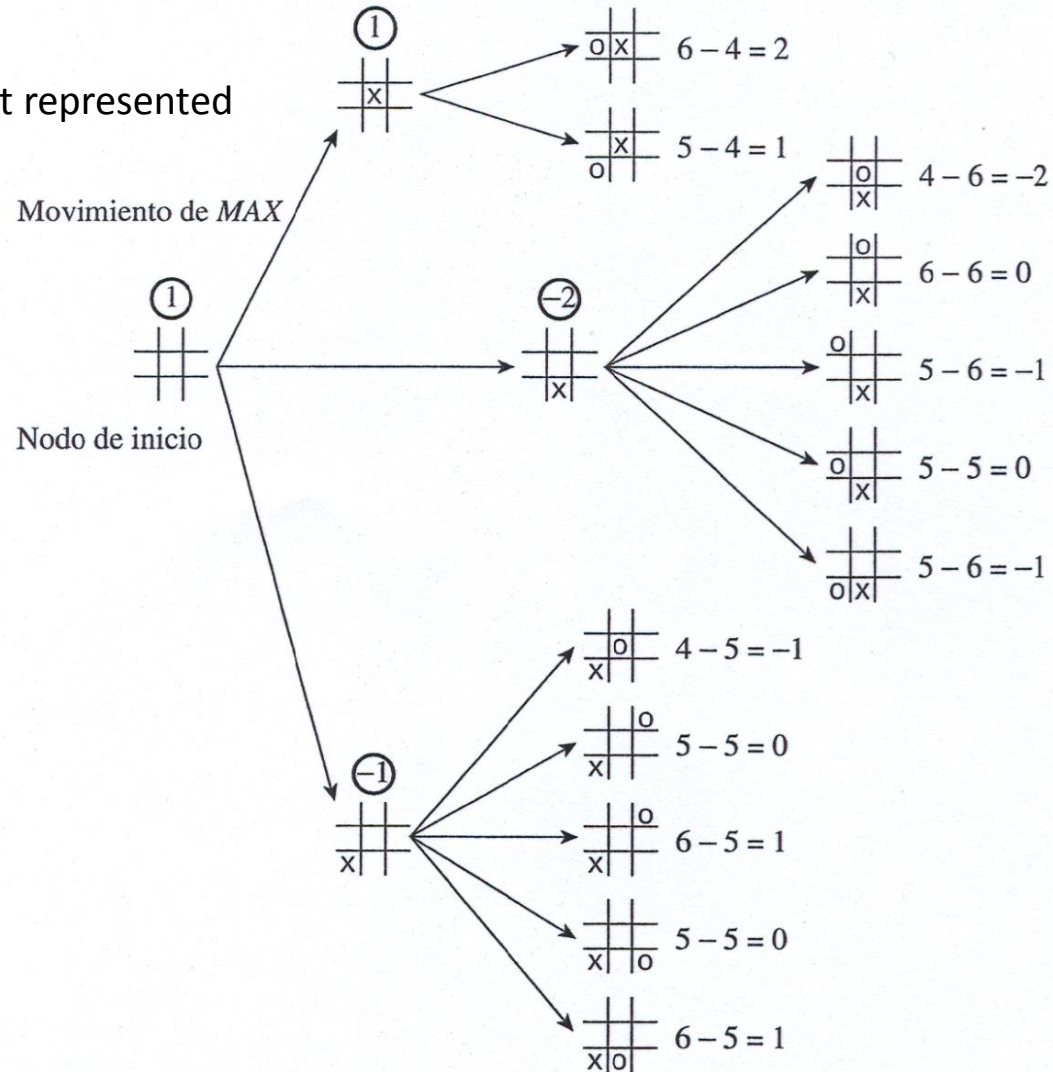 1
O X 6 – 4 = 2
t represented
X
X
O 5 – 4 = 1
O
X 4 – 6 = –2
Movimiento de MAX
O
X 6 – 6 = 0
1
–2
O
X 5 – 6 = –1
X
Nodo de inicio
O
X 5 – 5 = 0
O X 5 – 6 = –1
O
X 4 – 5 = –1
O
X 5 – 5 = 0
–1
O
X 6 – 5 = 1
X
X O 5 – 5 = 0
X O 6 – 5 = 1